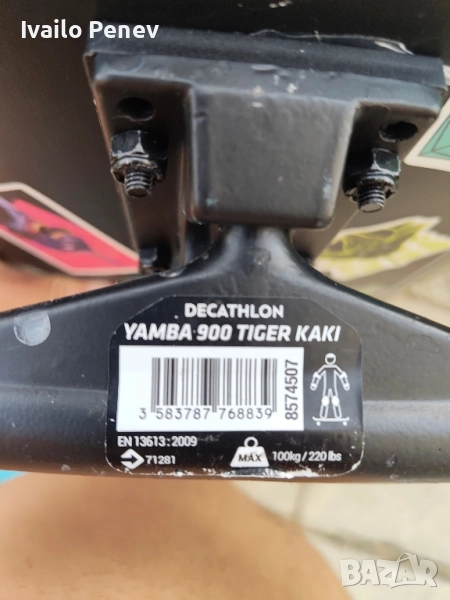 Ivailo Penev
DECATHLON
YAMBA 900 TIGER KAKI
3 583787 768839
8574507
EN 13613:2009
71281
MAX
100kg / 220 lbs
BAZAR